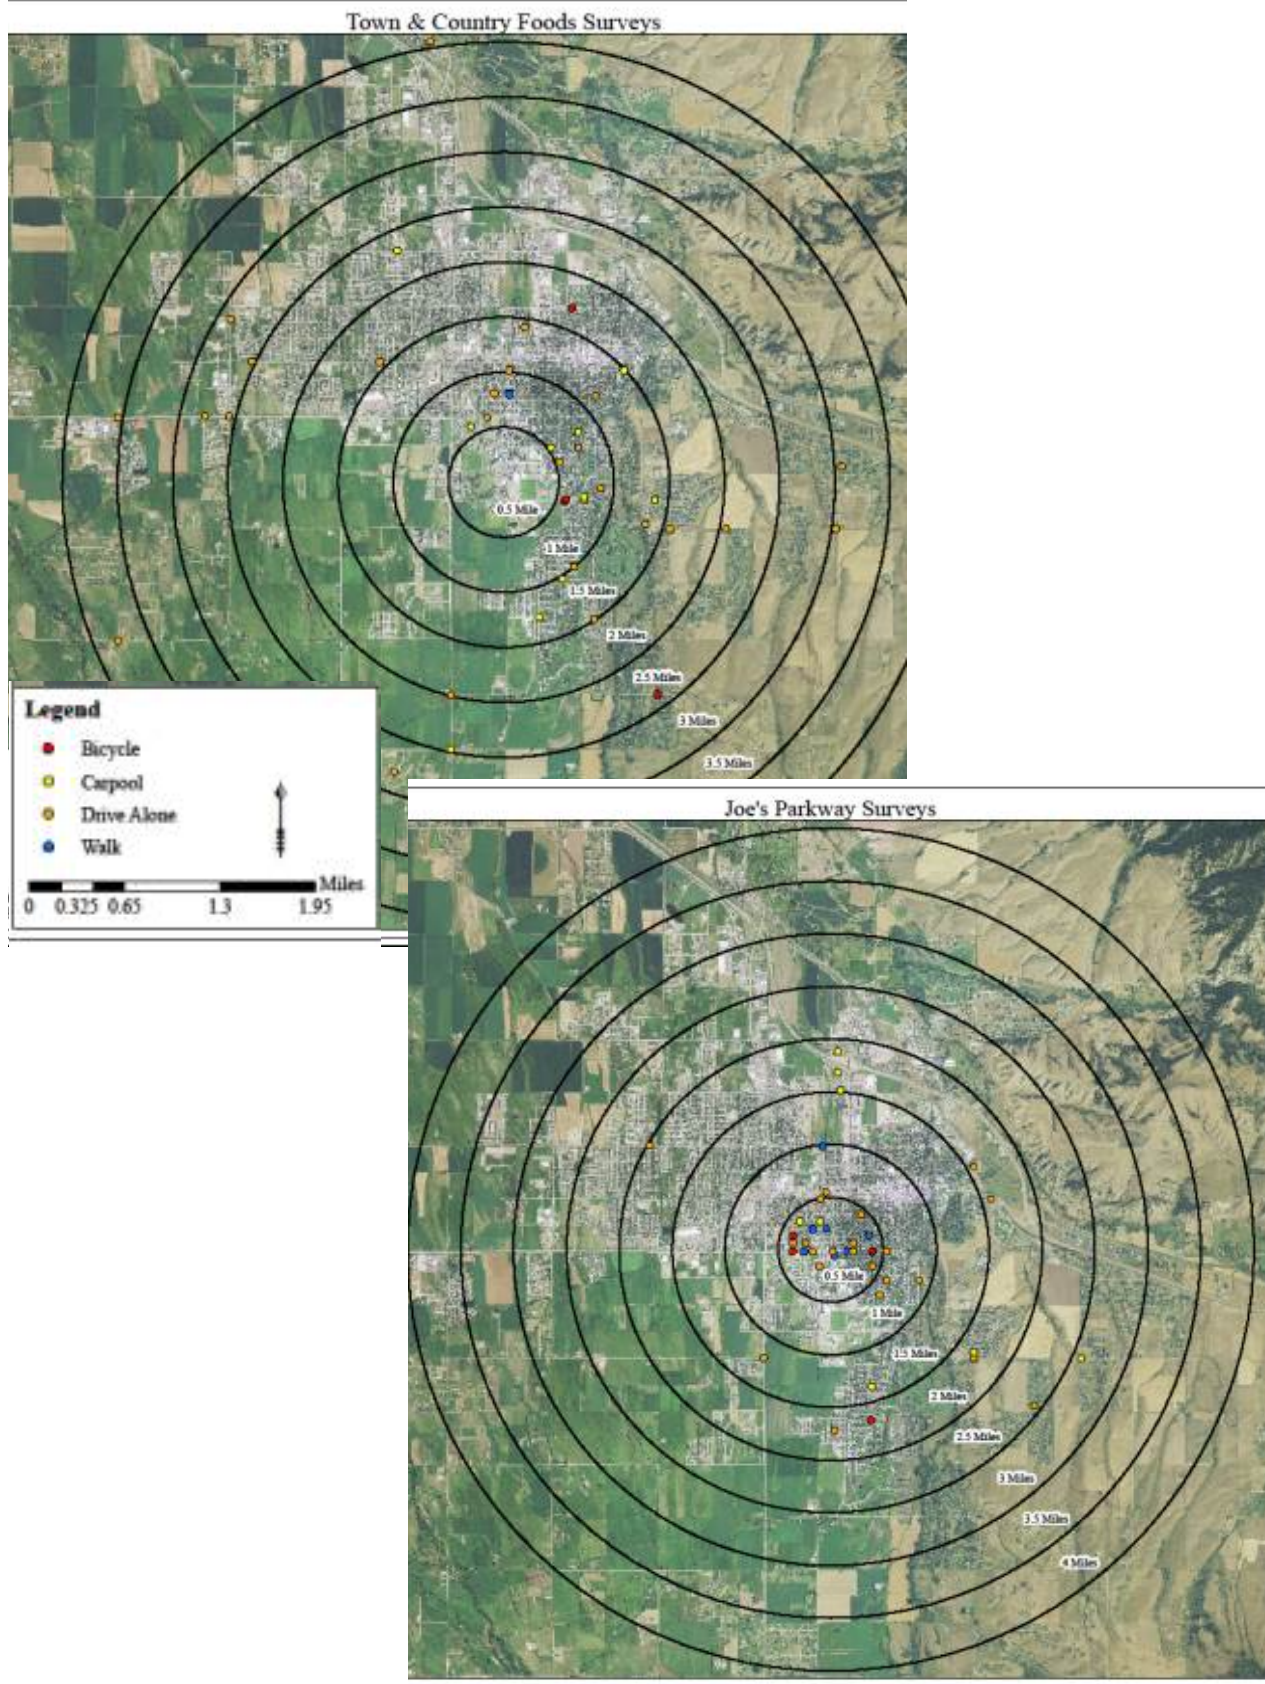 Town & Country Foods Surveys
0.5 Mile
1 Mile
1.5 Miles
2 Miles
2.5 Miles
3 Miles
3.5 Miles
Legend
Bicycle
Carpool
Drive Alone
Walk
Miles
0 0.325 0.65 1.3 1.95
Joe's Parkway Surveys
0.5 Mile
1 Mile
1.5 Miles
2 Miles
2.5 Miles
3 Miles
3.5 Miles
4 Miles